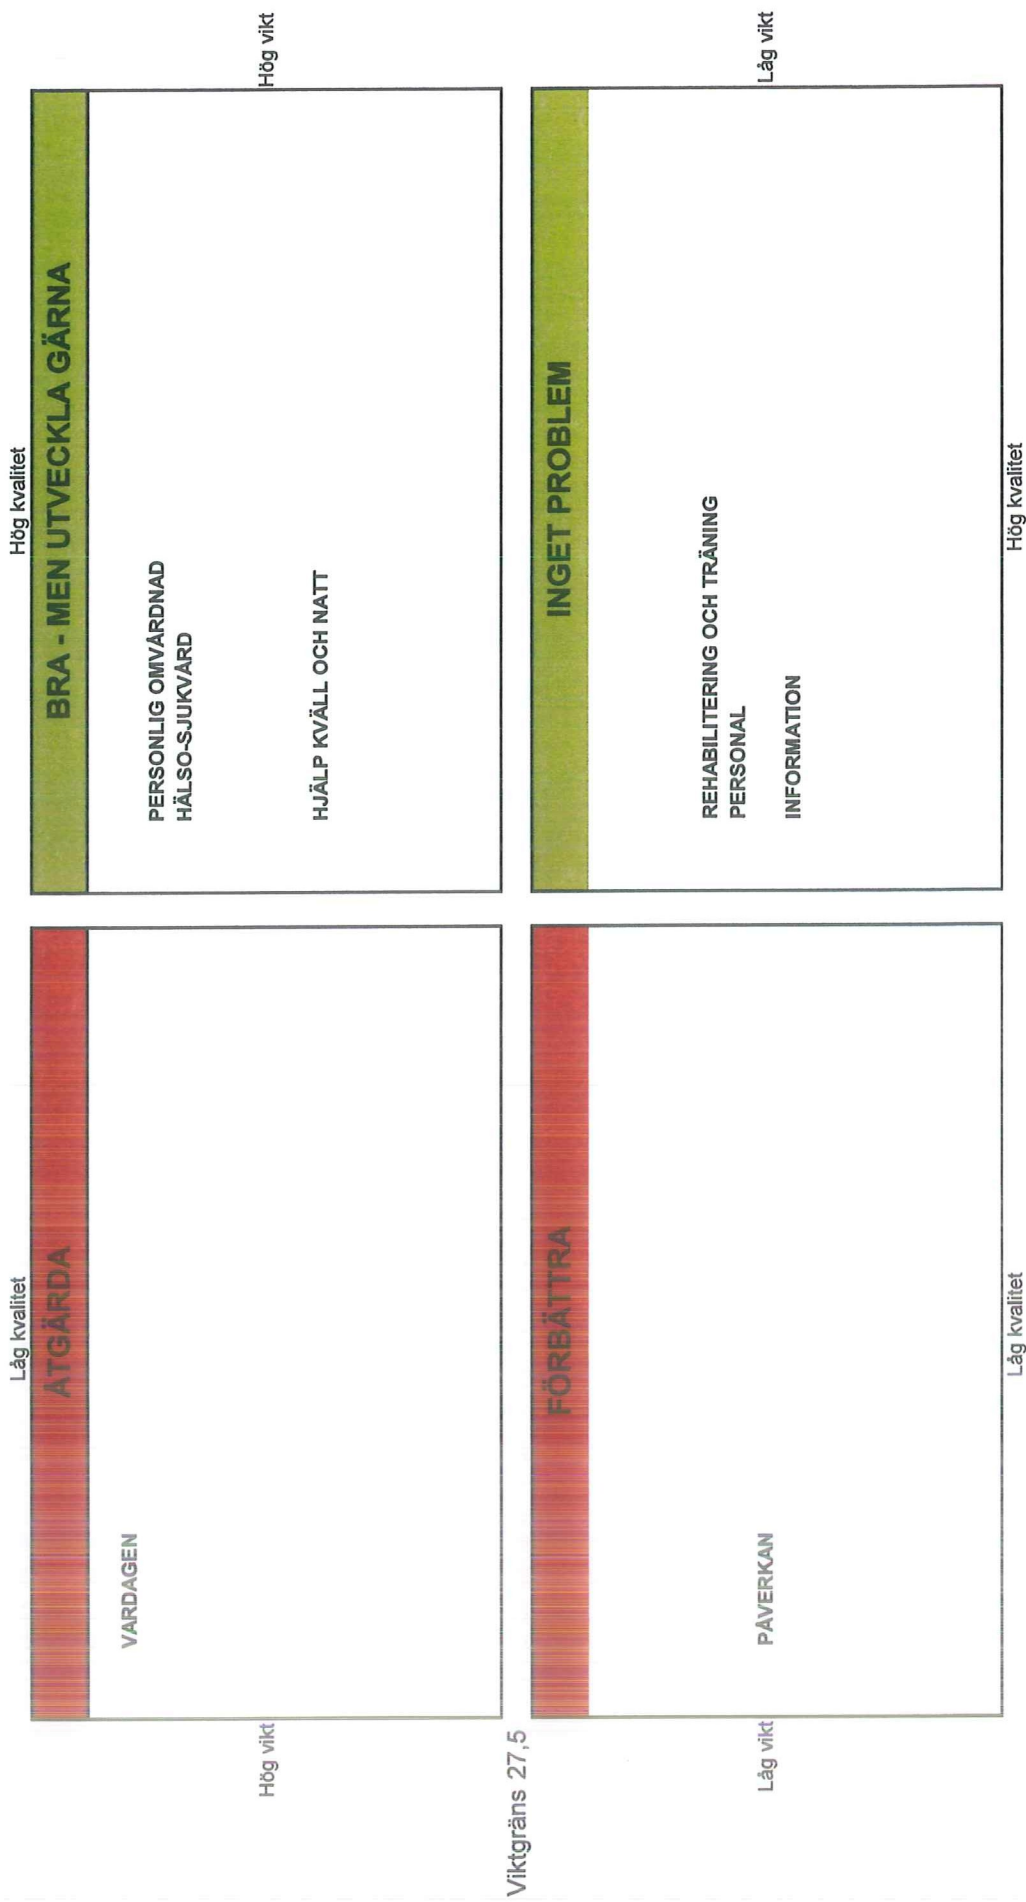 Låg kvalitet
Hög kvalitet
ÅTGÄRDA
BRA - MEN UTVECKLA GÄRNA
VARDAGEN
PERSONLIG OMVÅRDNAD
HÄLSO-SJUKVÅRD
Hög vikt
Hög vikt
HJÄLP KVÄLL OCH NATT
Viktgräns 27,5
FÖRBÄTTRA
INGET PROBLEM
REHABILITERING OCH TRÄNING
PERSONAL
Låg vikt
PÅVERKAN
Låg vikt
INFORMATION
Låg kvalitet
Hög kvalitet